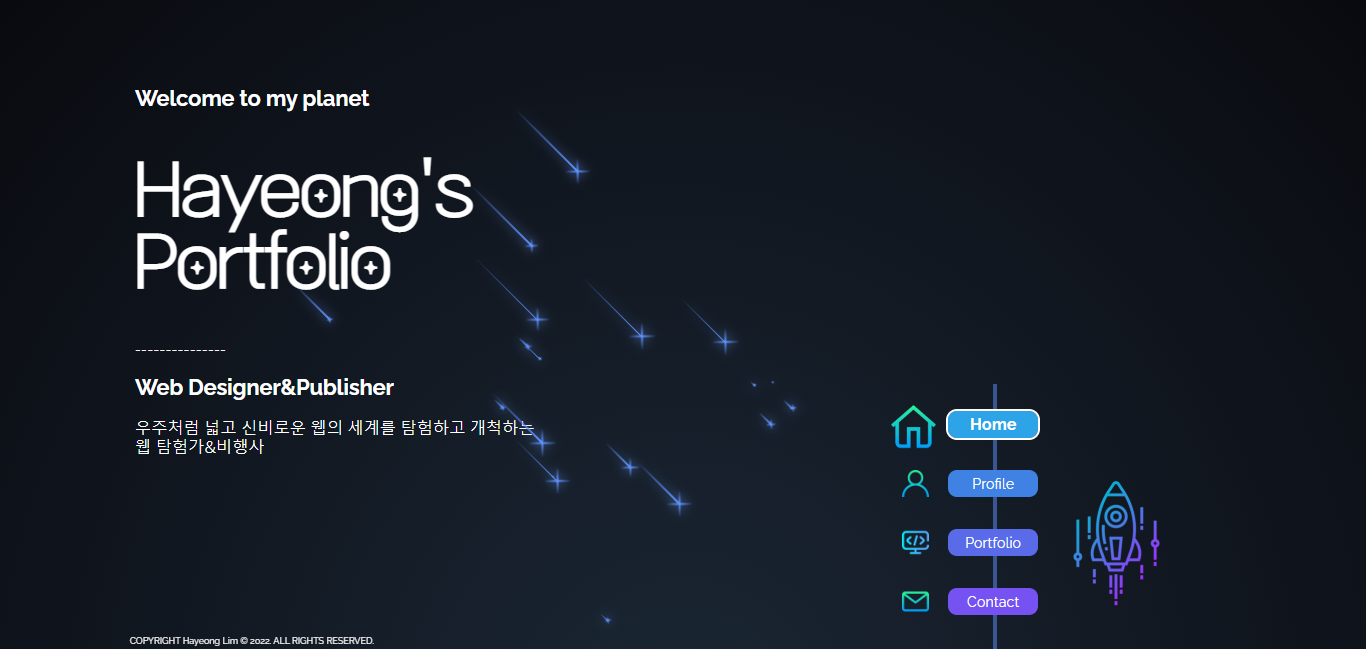 Welcome to my planet
Hayeong's
Portfolio
---------------
Web Designer&Publisher
우주처럼 넓고 신비로운 웹의 세계를 탐험하고 개척하는
웹 탐험가&비행사
Home
Profile
Portfolio
Contact
COPYRIGHT Hayeong Lim © 2022. ALL RIGHTS RESERVED.